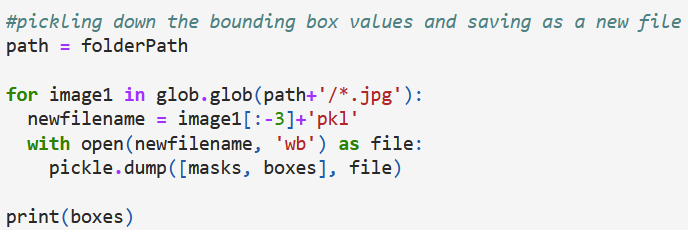 #pickling down the bounding box values and saving as a new file
path = folderPath

for image1 in glob.glob(path+'/*.jpg'):
  newfilename = image1[:-3]+'pkl'
  with open(newfilename, 'wb') as file:
    pickle.dump([masks, boxes], file)

print(boxes)